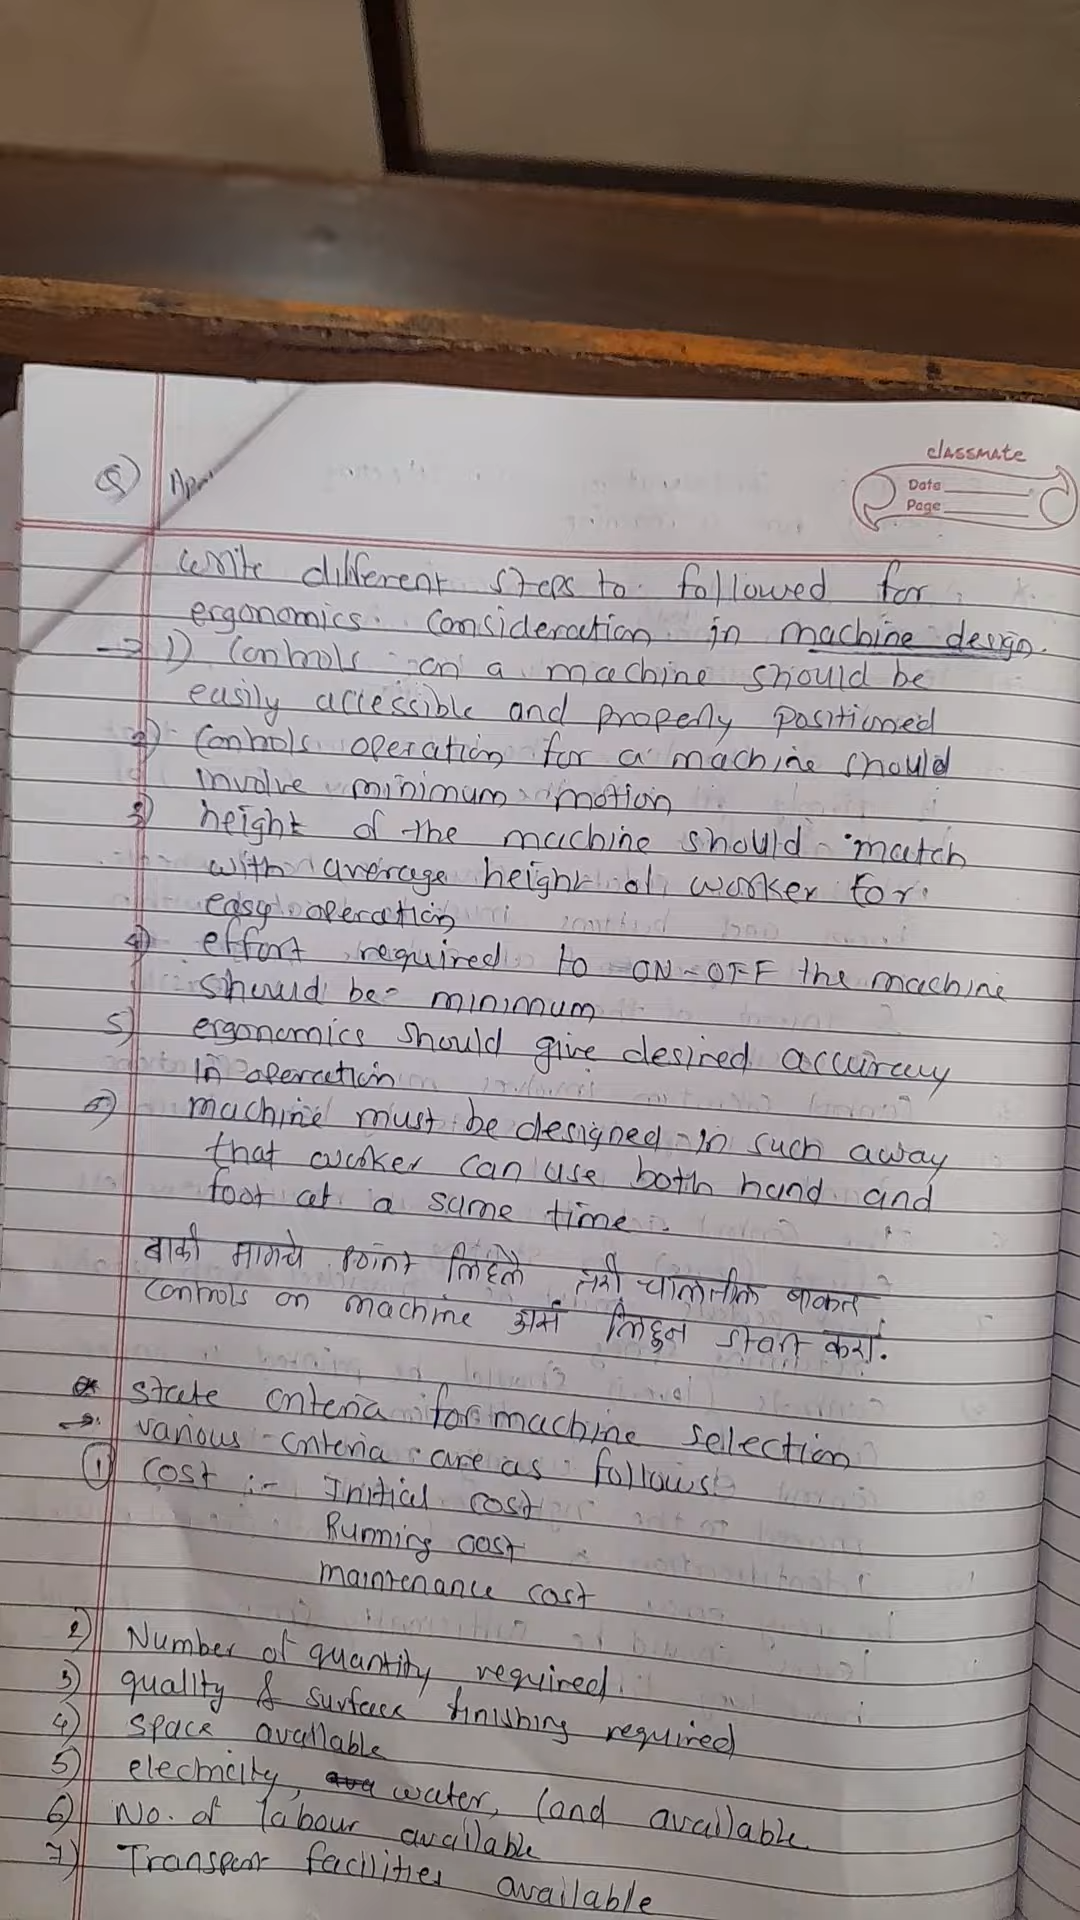 classmate
Date
Page
Q)
write different steps to followed for
ergonomics. Consideration in machine design.
→ 1) Controls on a machine should be
easily accessible and properly positioned
2) Controls operation for a machine should
involve minimum motion
3) height of the machine should match
with average height of worker for
easy operation
4) effort required to ON-OFF the machine
should be minimum
5) ergonomics should give desired accuracy
in operation
6) machine must be designed in such away
that worker can use both hand and
foot at a same time.
बाकी मागचे point लिहले तरी चालतील फक्त
controls on machine असं लिहून start करा.
* state criteria for machine selection
→ various criteria are as follows:
① cost :- Initial cost
Running cost
maintenance cost
2) Number of quantity required
3) quality & surface finishing required
4) space available
5) electricity, water, land available
6) No. of labour available
7) Transport facilities available